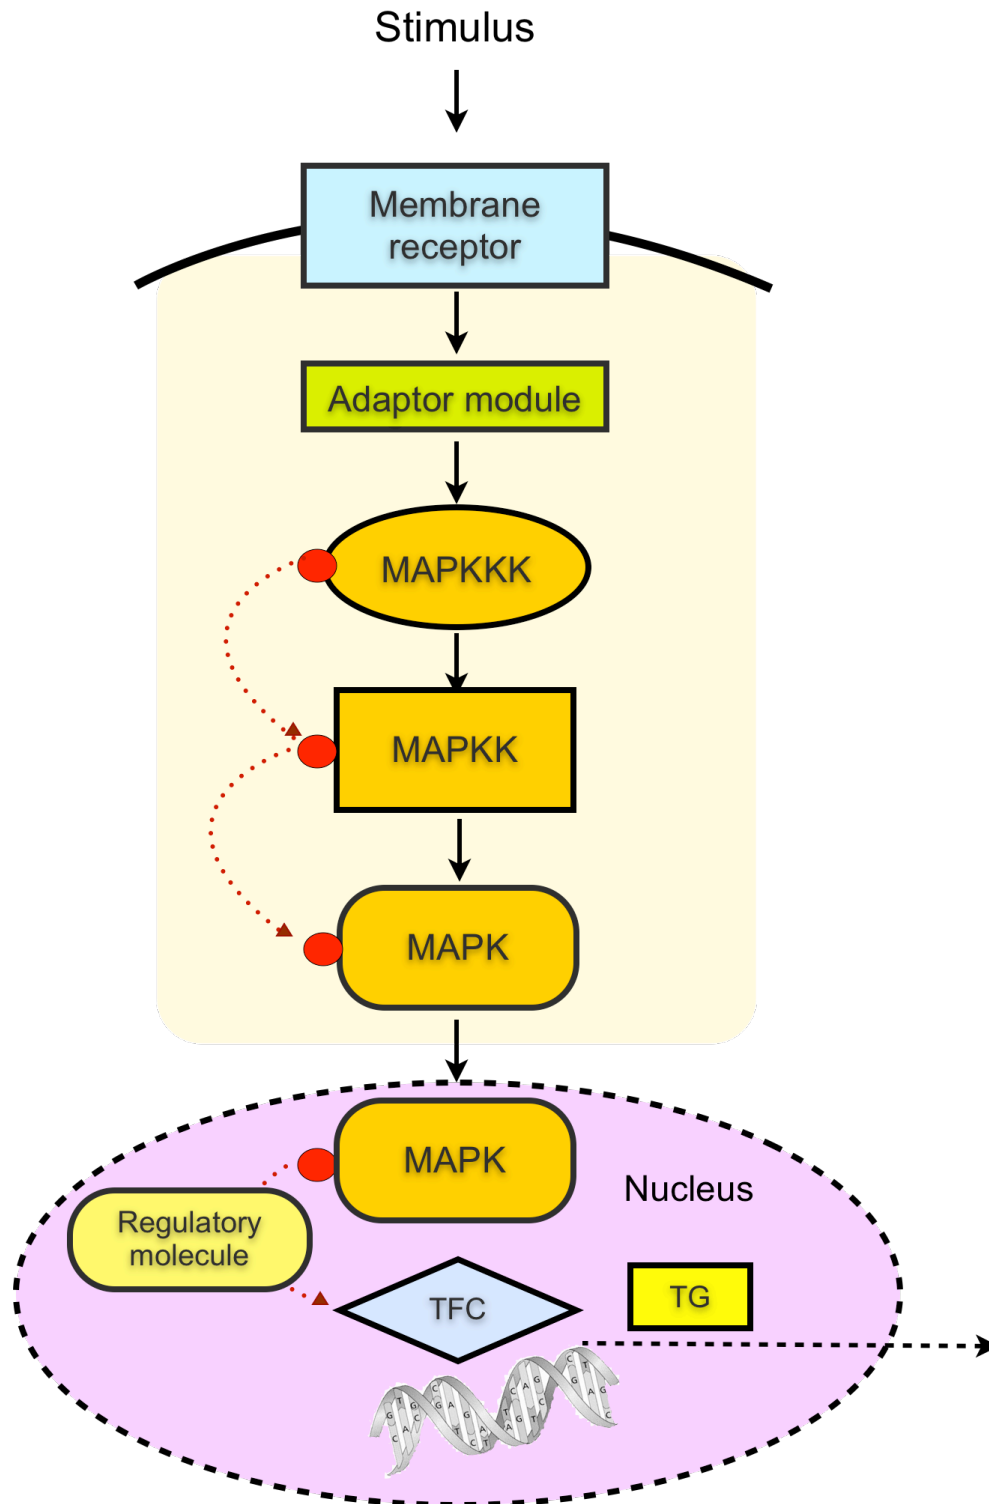 Stimulus
Membrane
receptor
Adaptor module
MAPKKK
MAPKK
MAPK
MAPK
Nucleus
Regulatory
molecule
TFC
TG